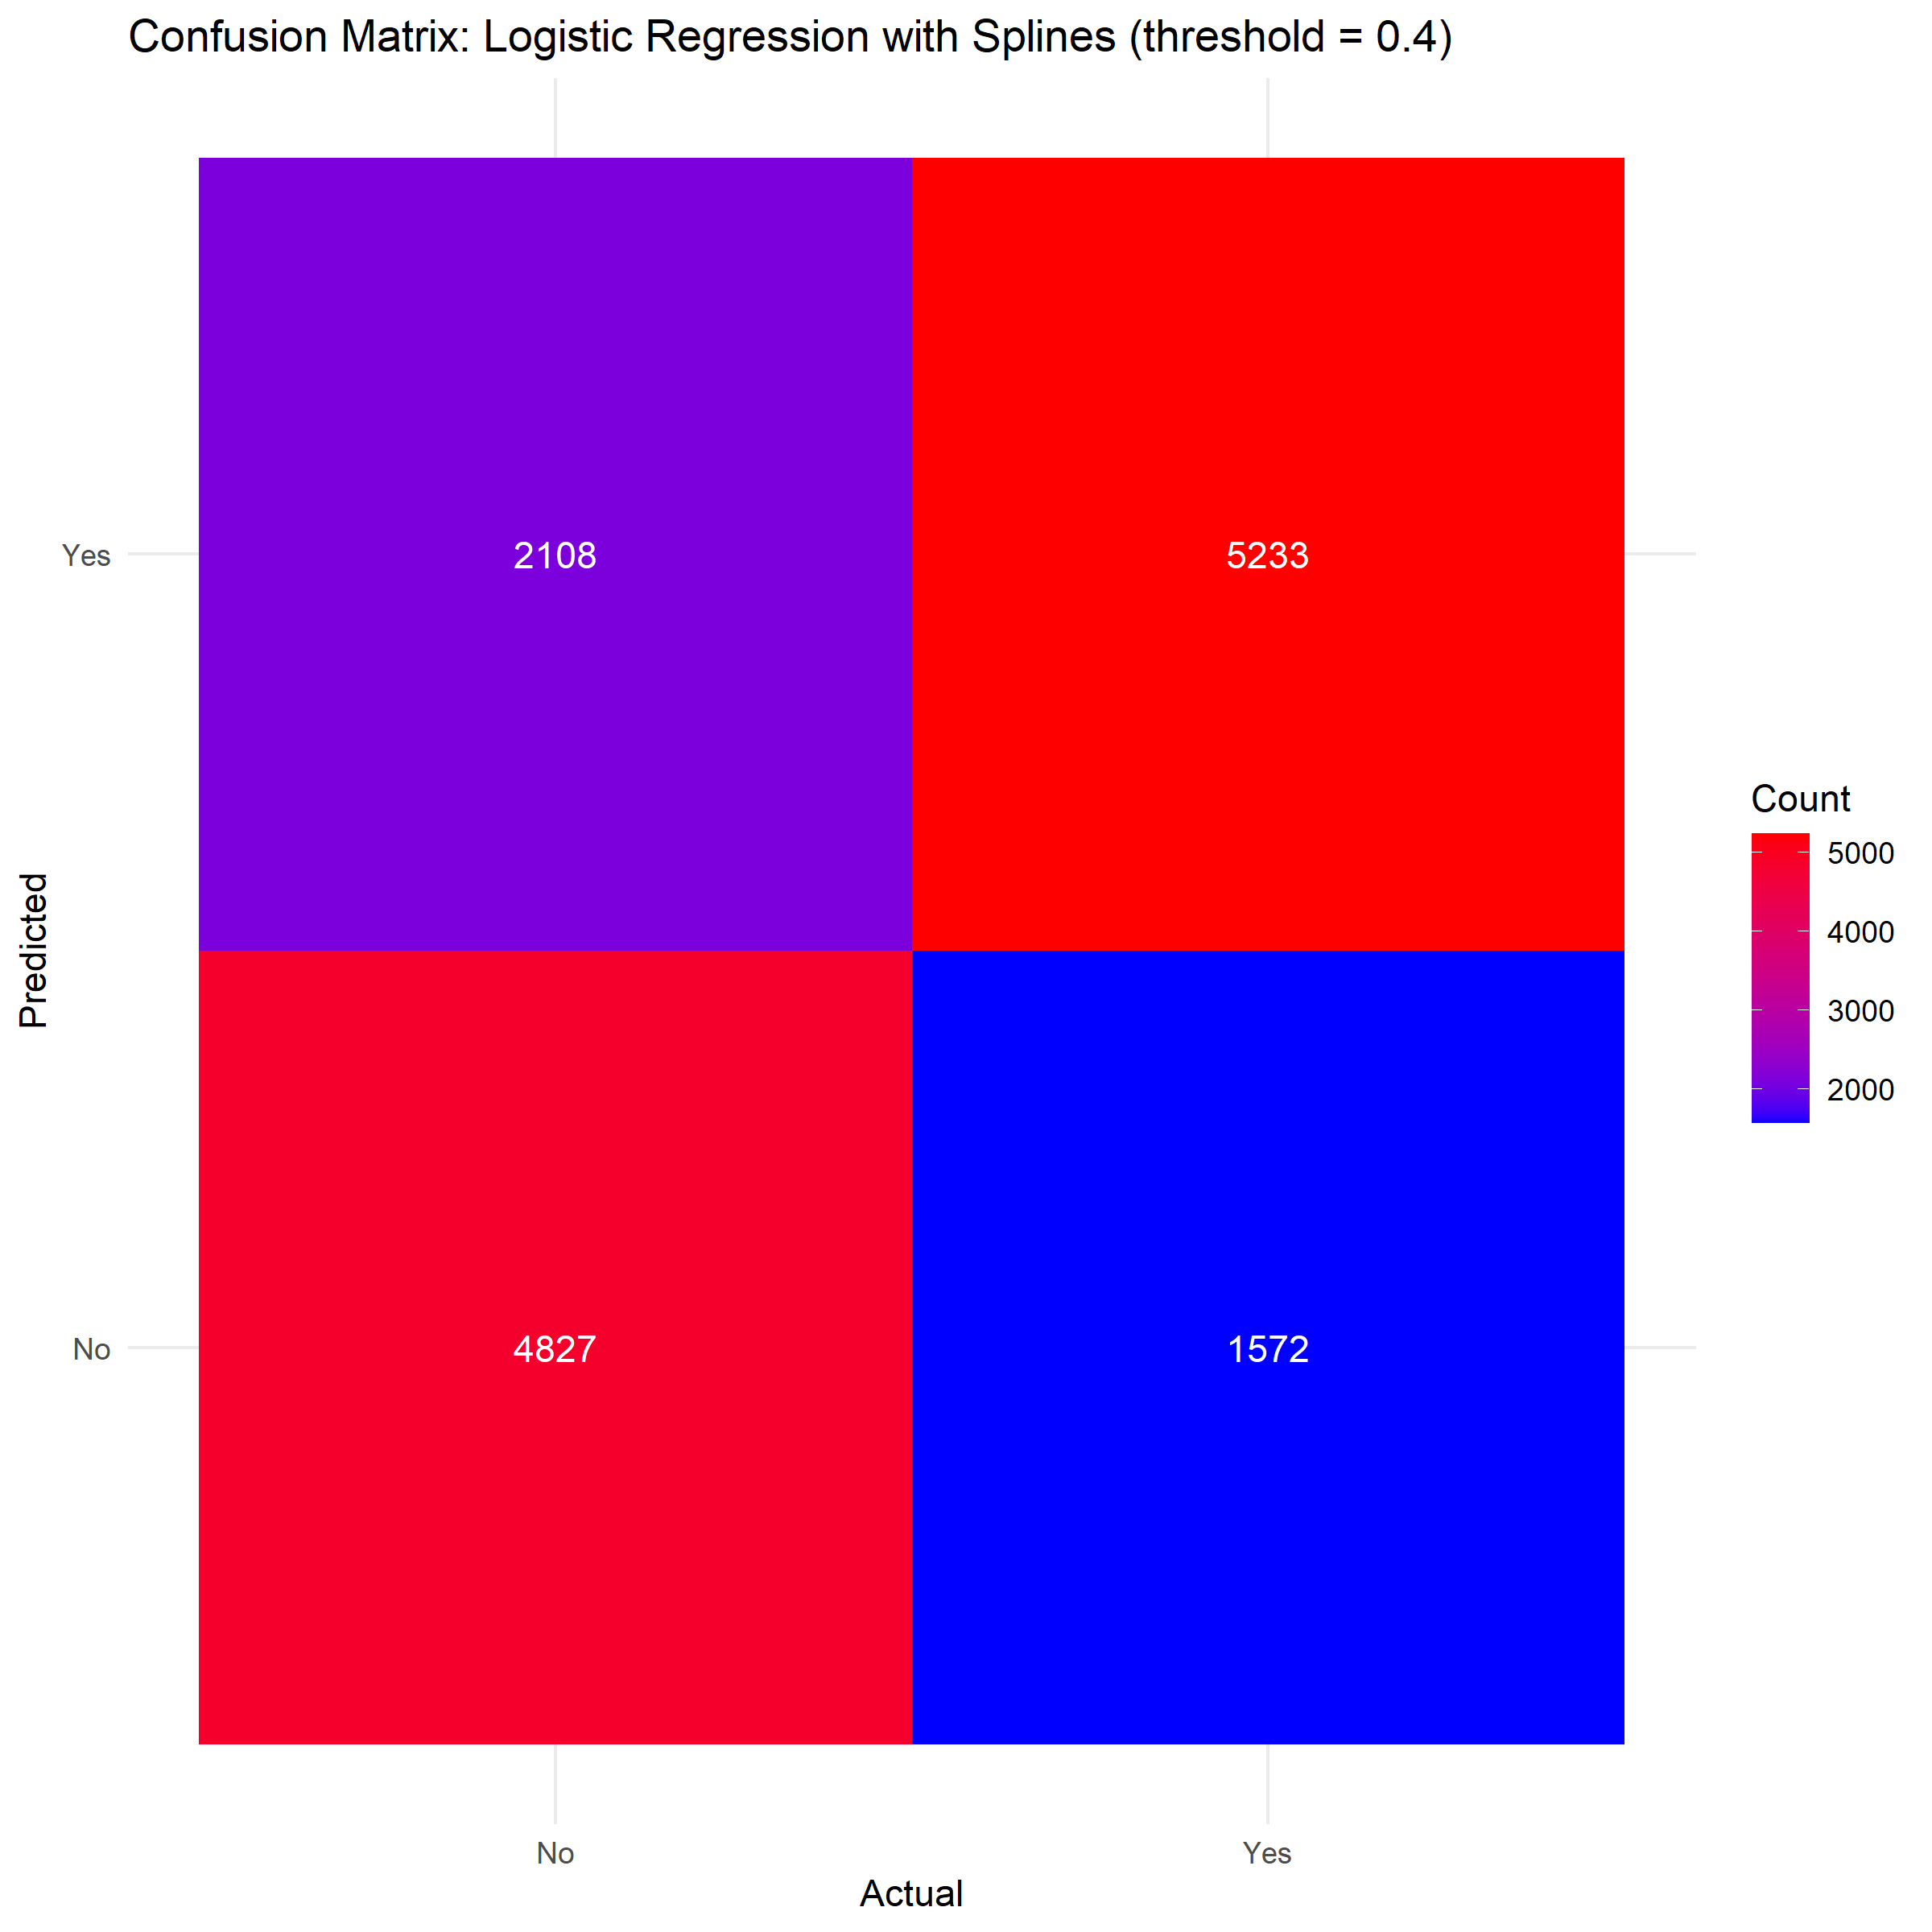 Confusion Matrix: Logistic Regression with Splines (threshold = 0.4)
Predicted
Yes
2108
5233
No
4827
1572
No
Yes
Actual
Count
5000
4000
3000
2000